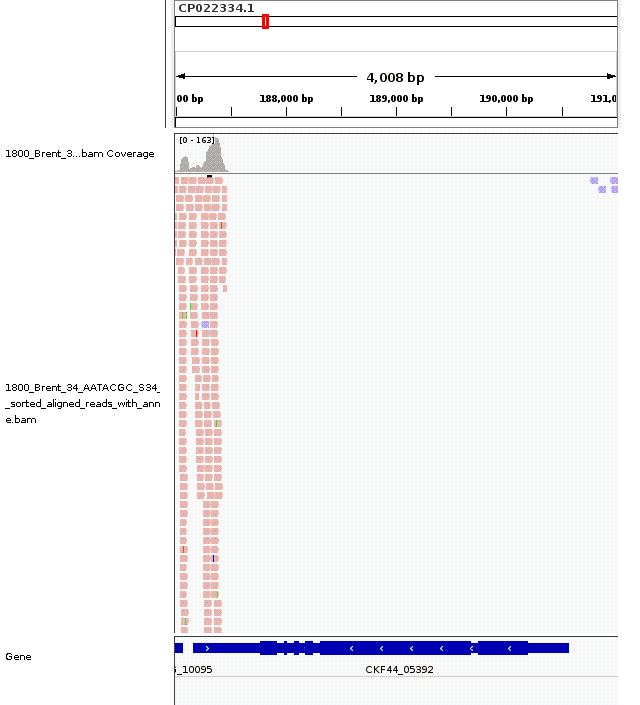 CP022334.1
4,008 bp
00 bp
188,000 bp
189,000 bp
190,000 bp
191,0
1800_Brent_3...bam Coverage
[0 - 163]
1800_Brent_34_AATACGC_S34_
_sorted_aligned_reads_with_ann
e.bam
Gene
_10095
CKF44_05392